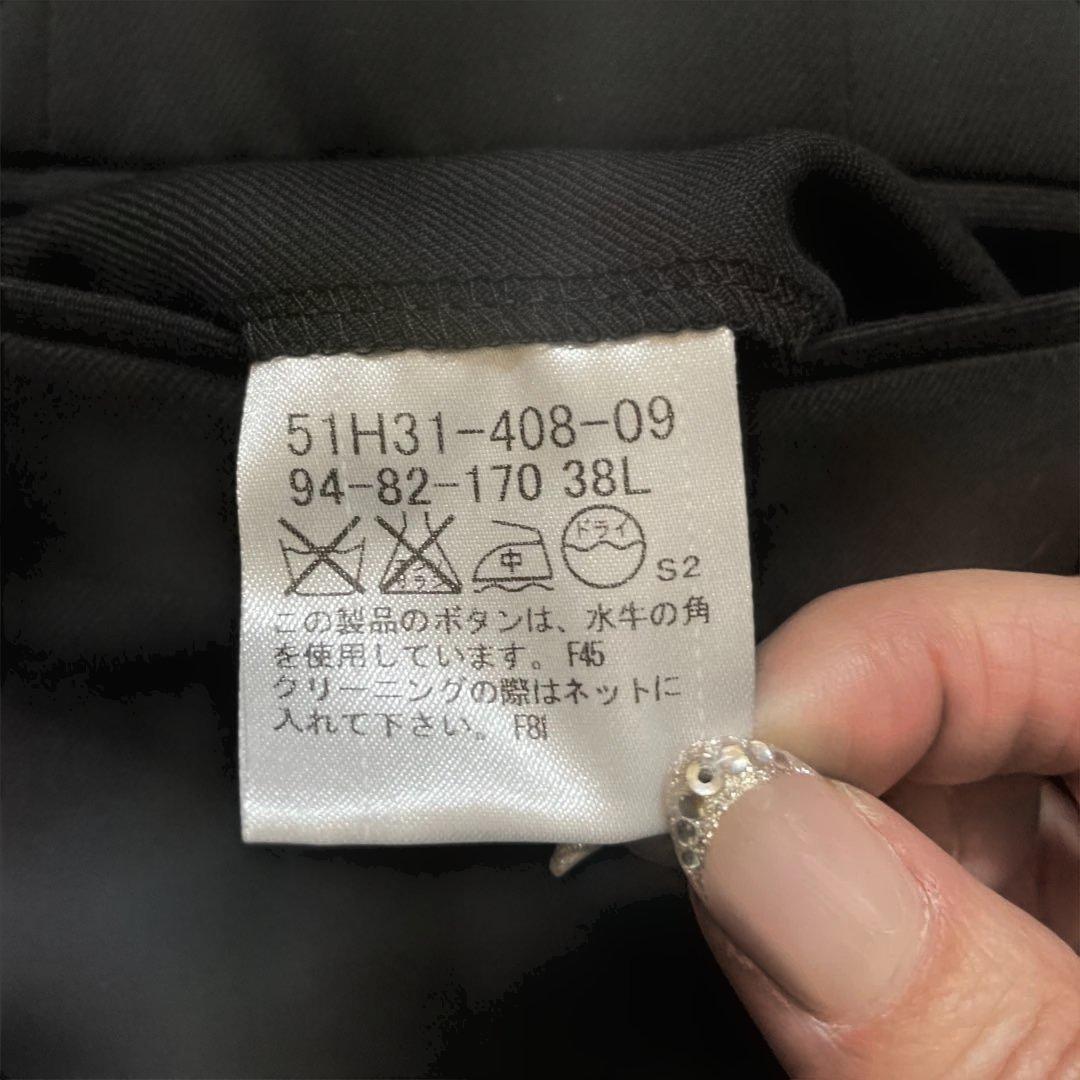 51H31-408-09
94-82-170 38L
中 ドライ S2
この製品のボタンは、水牛の角
を使用しています。 F45
クリーニングの際はネットに
入れて下さい。 F81